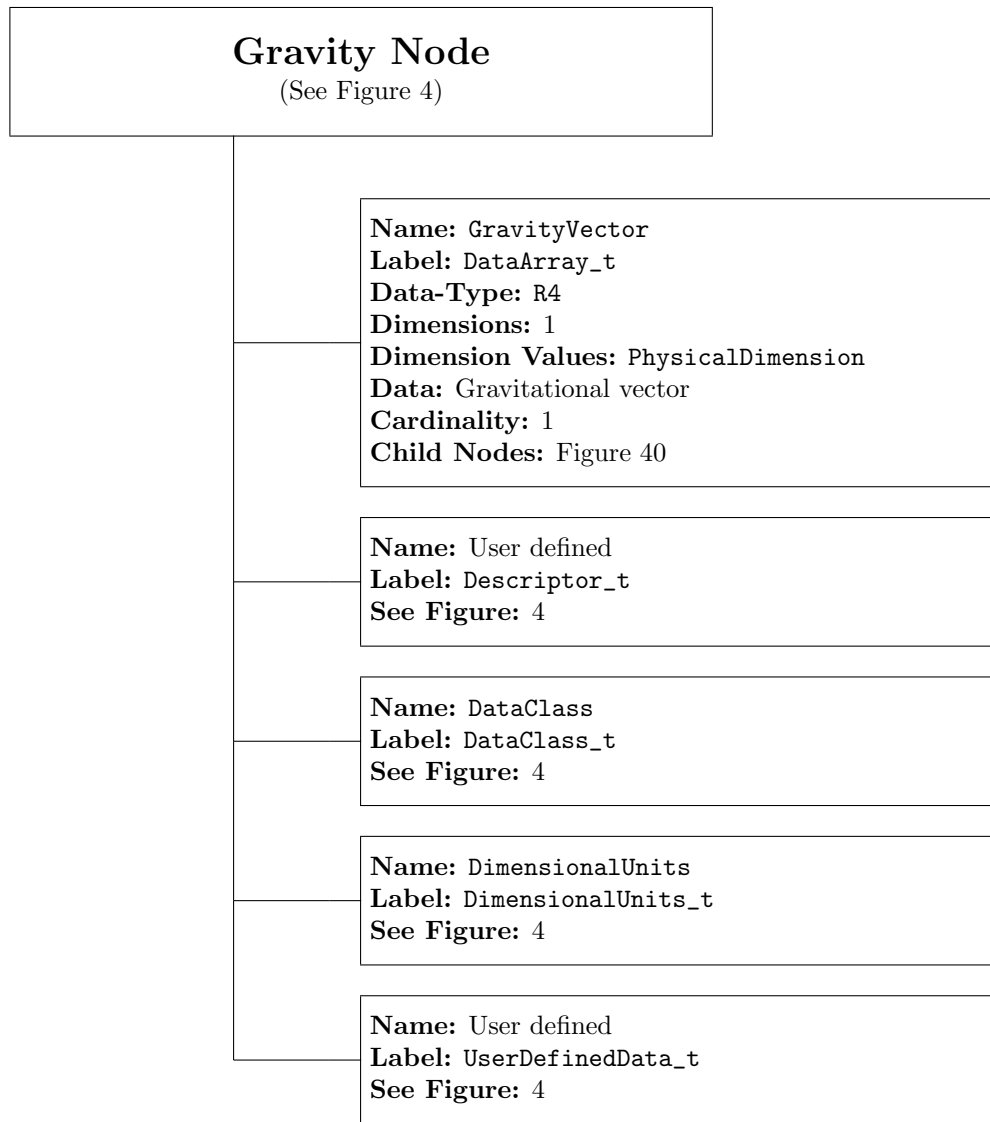 Gravity Node
(See Figure 4)
Name: GravityVector
Label: DataArray_t
Data-Type: R4
Dimensions: 1
Dimension Values: PhysicalDimension
Data: Gravitational vector
Cardinality: 1
Child Nodes: Figure 40
Name: User defined
Label: Descriptor_t
See Figure: 4
Name: DataClass
Label: DataClass_t
See Figure: 4
Name: DimensionalUnits
Label: DimensionalUnits_t
See Figure: 4
Name: User defined
Label: UserDefinedData_t
See Figure: 4